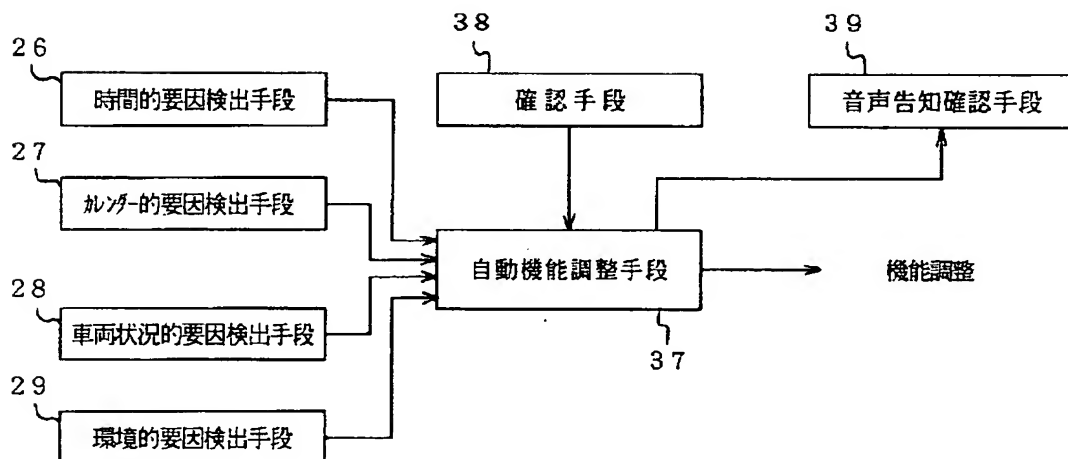 26
時間的要因検出手段
27
カレンダー的要因検出手段
28
車両状況的要因検出手段
29
環境的要因検出手段
38
確認手段
39
音声告知確認手段
自動機能調整手段
37
機能調整